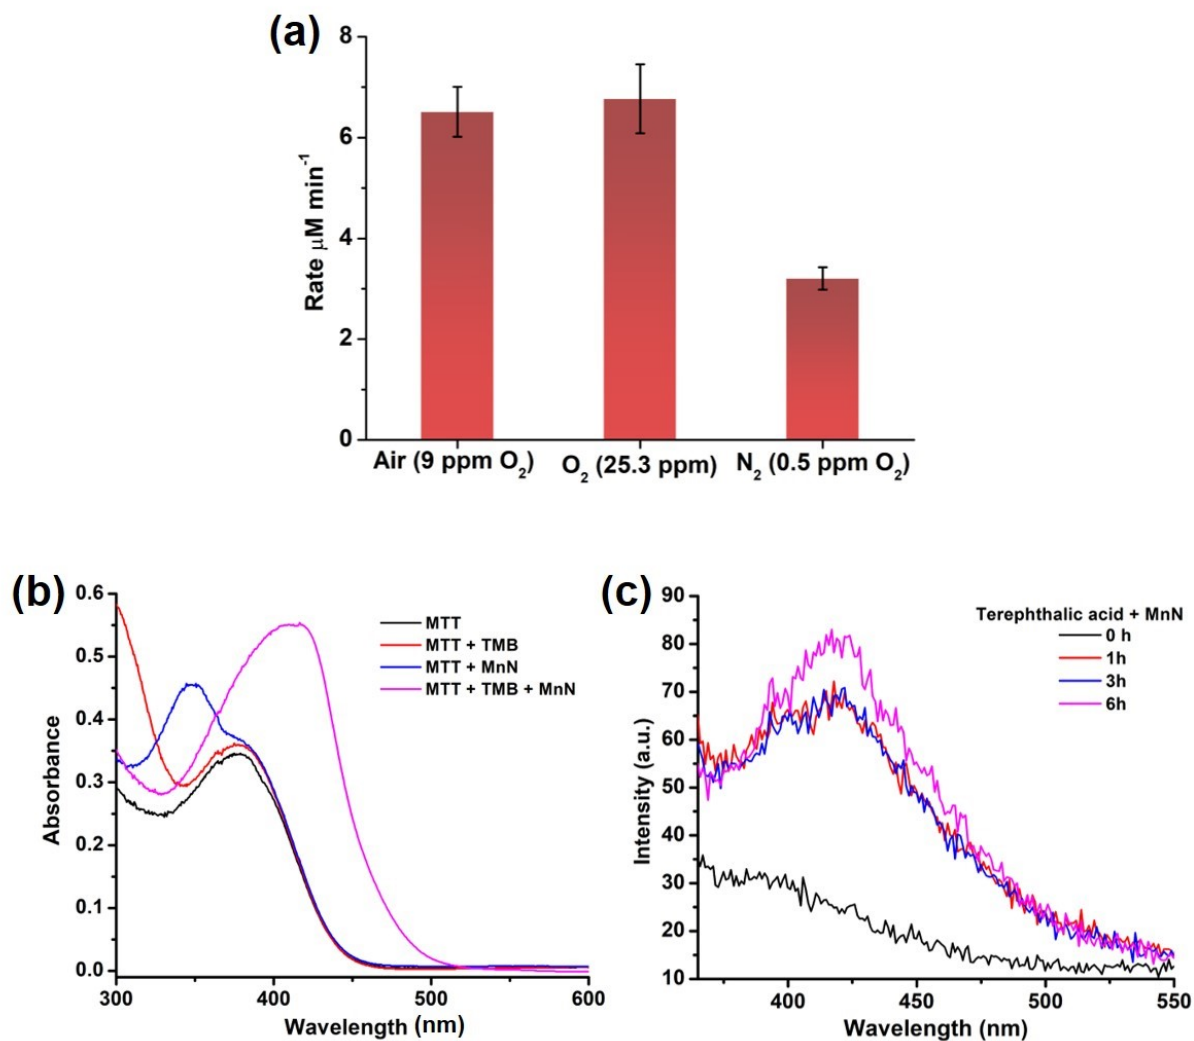 (a)
8
6
4
2
0
Rate μM min⁻¹
Air (9 ppm O₂)
O₂ (25.3 ppm)
N₂ (0.5 ppm O₂)
(b)
0.6
0.5
0.4
0.3
0.2
0.1
0.0
Absorbance
MTT
MTT + TMB
MTT + MnN
MTT + TMB + MnN
300
400
500
600
Wavelength (nm)
(c)
90
80
70
60
50
40
30
20
10
Intensity (a.u.)
Terephthalic acid + MnN
0 h
1h
3h
6h
400
450
500
550
Wavelength (nm)